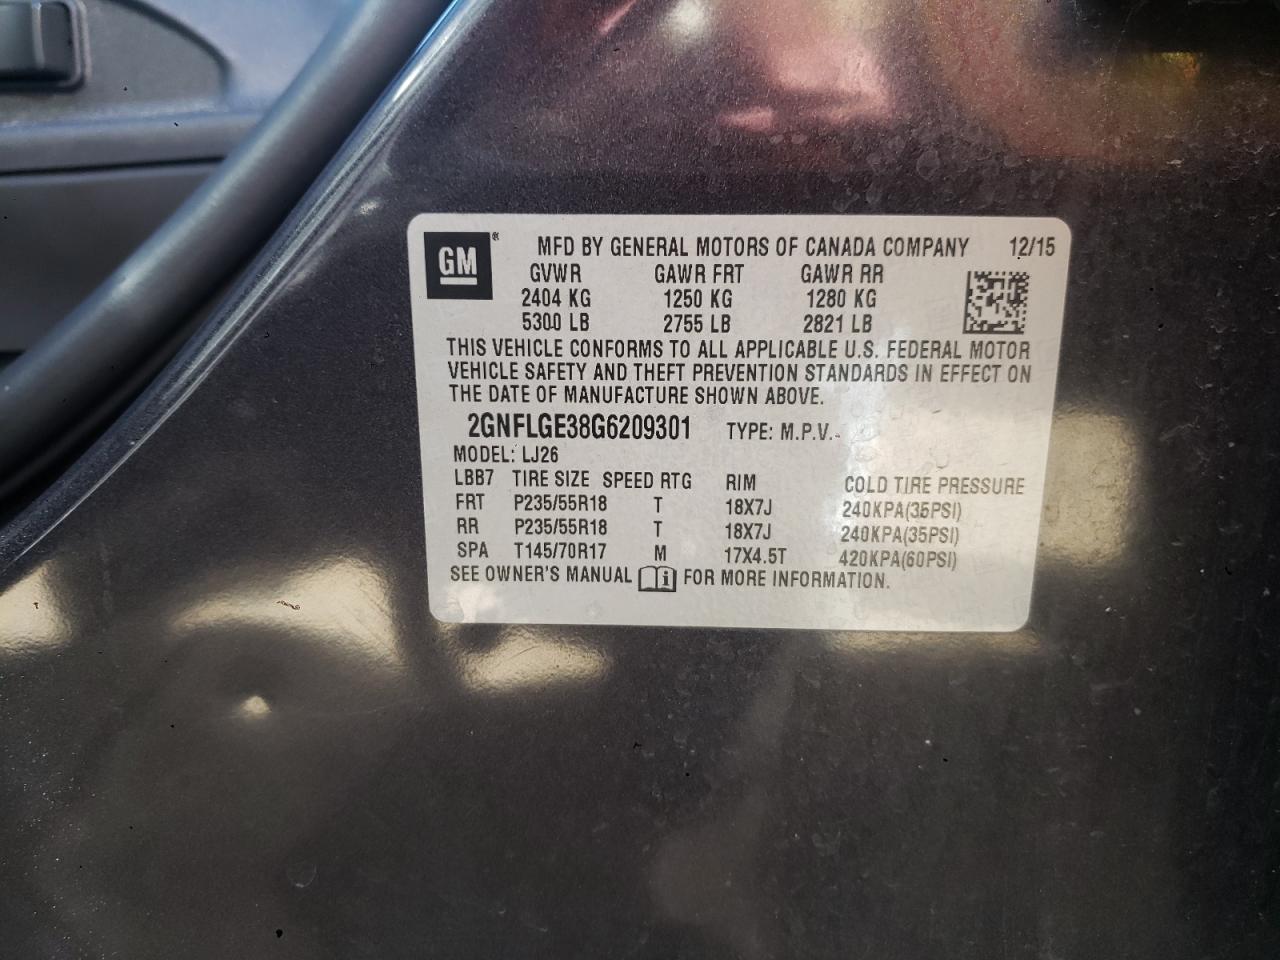 GM ® MFD BY GENERAL MOTORS OF CANADA COMPANY 12/15
GVWR GAWR FRT GAWR RR
2404 KG 1250 KG 1280 KG
5300 LB 2755 LB 2821 LB
THIS VEHICLE CONFORMS TO ALL APPLICABLE U.S. FEDERAL MOTOR
VEHICLE SAFETY AND THEFT PREVENTION STANDARDS IN EFFECT ON
THE DATE OF MANUFACTURE SHOWN ABOVE.
2GNFLGE38G6209301 TYPE: M.P.V.
MODEL: LJ26
LBB7 TIRE SIZE SPEED RTG RIM COLD TIRE PRESSURE
FRT P235/55R18 T 18X7J 240KPA(35PSI)
RR P235/55R18 T 18X7J 240KPA(35PSI)
SPA T145/70R17 M 17X4.5T 420KPA(60PSI)
SEE OWNER'S MANUAL i FOR MORE INFORMATION.